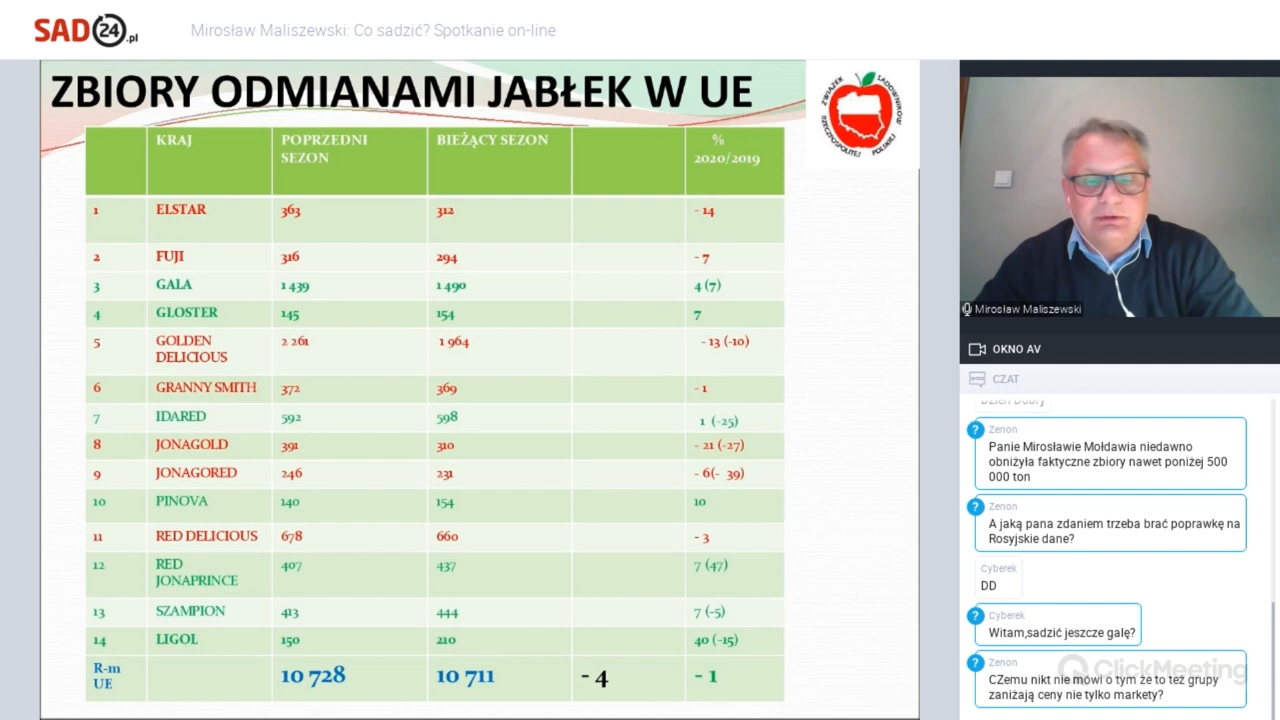 SAD24.pl
Mirosław Maliszewski: Co sadzić? Spotkanie on-line
ZBIORY ODMIANAMI JABŁEK W UE
ZWIĄZEK SADOWNIKÓW RZECZYPOSPOLITEJ POLSKIEJ
KRAJ POPRZEDNI SEZON BIEŻĄCY SEZON % 2020/2019
1 ELSTAR 363 312 - 14
2 FUJI 316 294 - 7
3 GALA 1 439 1 490 4 (7)
4 GLOSTER 145 154 7
5 GOLDEN DELICIOUS 2 261 1 964 - 13 (-10)
6 GRANNY SMITH 372 369 - 1
7 IDARED 592 598 1 (-25)
8 JONAGOLD 391 310 - 21 (-27)
9 JONAGORED 246 231 - 6(- 39)
10 PINOVA 140 154 10
11 RED DELICIOUS 678 660 - 3
12 RED JONAPRINCE 407 437 7 (47)
13 SZAMPION 413 444 7 (-5)
14 LIGOL 150 210 40 (-15)
R-m UE 10 728 10 711 - 4 - 1
Mirosław Maliszewski
OKNO AV
CZAT
Dzień Dobry
Zenon
Panie Mirosławie Mołdawia niedawno
obniżyła faktyczne zbiory nawet poniżej 500
000 ton
Zenon
A jaką pana zdaniem trzeba brać poprawkę na
Rosyjskie dane?
Cyberek
DD
Cyberek
Witam,sadzić jeszcze galę?
Zenon
CZemu nikt nie mówi o tym że to też grupy
zaniżają ceny nie tylko markety?
ClickMeeting